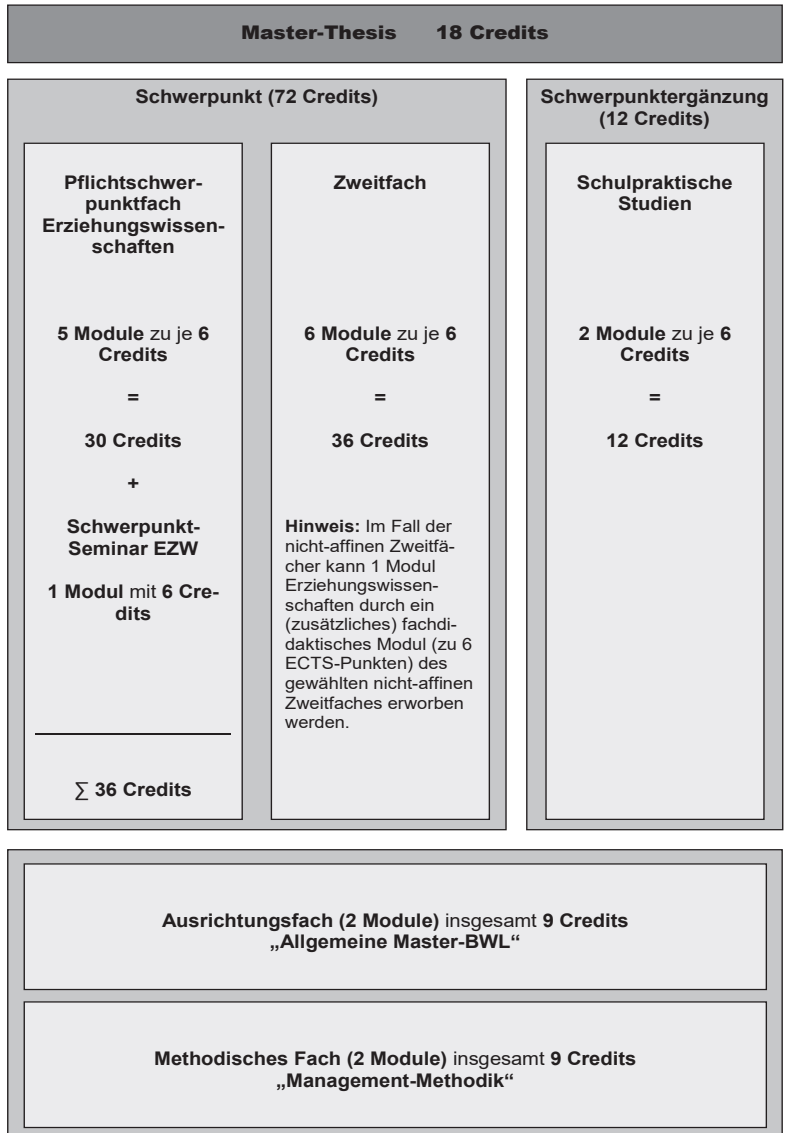 Master-Thesis 18 Credits
Schwerpunkt (72 Credits)
Pflichtschwer-
punktfach
Erziehungswissen-
schaften
5 Module zu je 6
Credits
=
30 Credits
+
Schwerpunkt-
Seminar EZW
1 Modul mit 6 Cre-
dits
∑ 36 Credits
Zweitfach
6 Module zu je 6
Credits
=
36 Credits
Hinweis: Im Fall der
nicht-affinen Zweitfä-
cher kann 1 Modul
Erziehungswissen-
schaften durch ein
(zusätzliches) fachdi-
daktisches Modul (zu 6
ECTS-Punkten) des
gewählten nicht-affinen
Zweitfaches erworben
werden.
Schwerpunktergänzung
(12 Credits)
Schulpraktische
Studien
2 Module zu je 6
Credits
=
12 Credits
Ausrichtungsfach (2 Module) insgesamt 9 Credits
„Allgemeine Master-BWL“
Methodisches Fach (2 Module) insgesamt 9 Credits
„Management-Methodik“